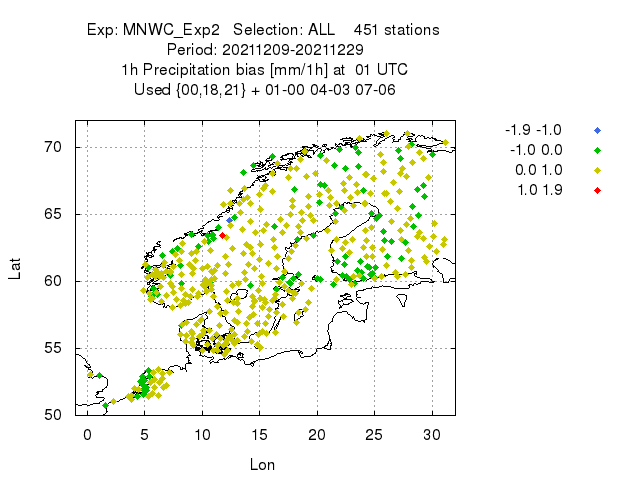 Exp: MNWC_Exp2   Selection: ALL    451 stations
Period: 20211209-20211229
1h Precipitation bias [mm/1h] at  01 UTC
Used {00,18,21} + 01-00 04-03 07-06
-1.9 -1.0
-1.0 0.0
0.0 1.0
1.0 1.9
70
65
60
55
50
Lat
0 5 10 15 20 25 30
Lon